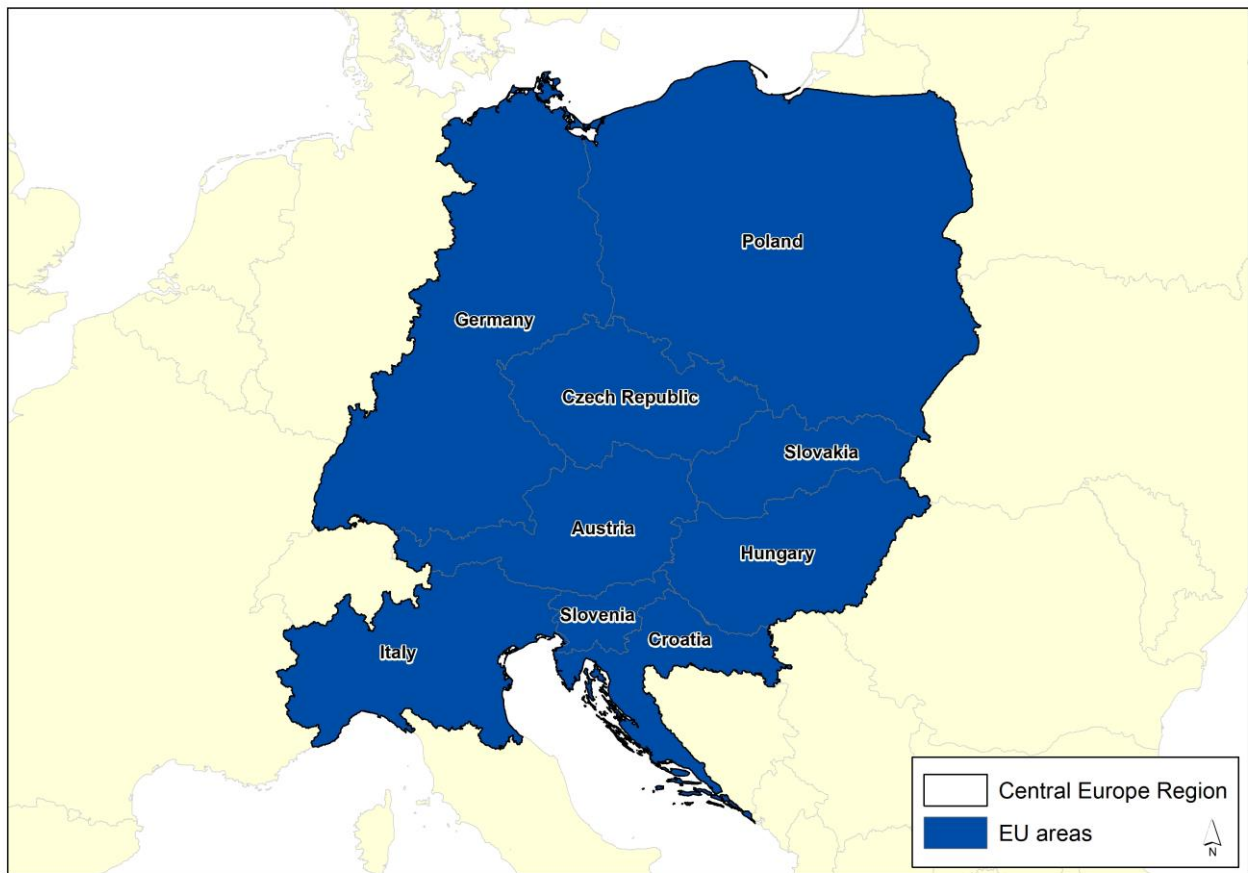 Poland
Germany
Czech Republic
Slovakia
Austria
Hungary
Slovenia
Croatia
Italy
Central Europe Region
EU areas
N